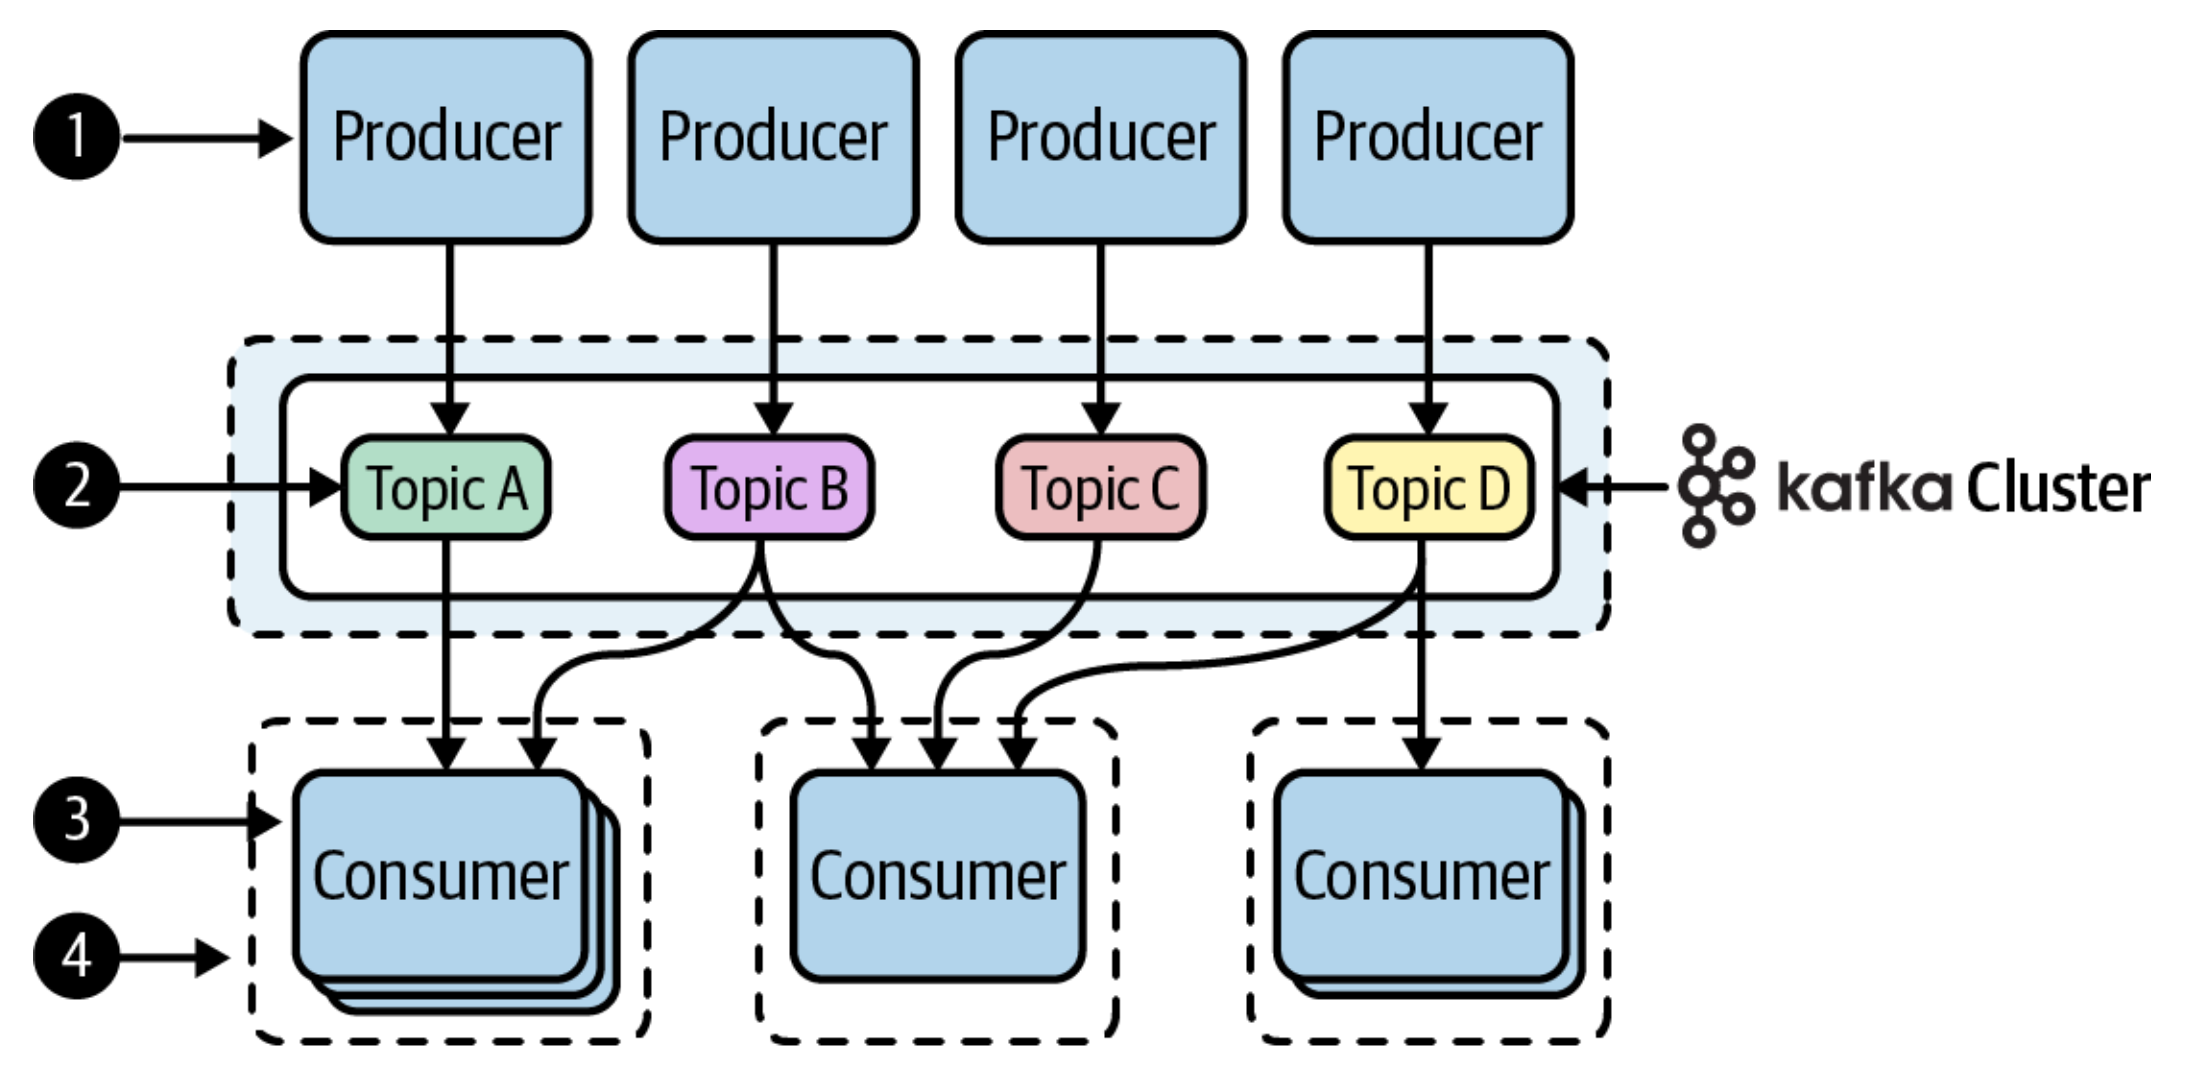 1
Producer
Producer
Producer
Producer
2
Topic A
Topic B
Topic C
Topic D
kafka Cluster
3
Consumer
Consumer
Consumer
4